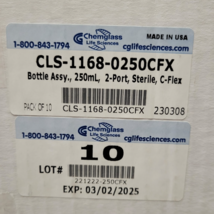 Chemglass
Life Sciences
MADE IN USA
1-800-843-1794
cglifesciences.com
CLS-1168-0250CFX
Bottle Assy., 250mL, 2-Port, Sterile, C-Flex
PACK OF 10
CLS-1168-0250CFX
230308
Chemglass
Life Sciences
1-800-843-1794
cglifesciences.com
10
LOT#
221222-250CFX
EXP: 03/02/2025